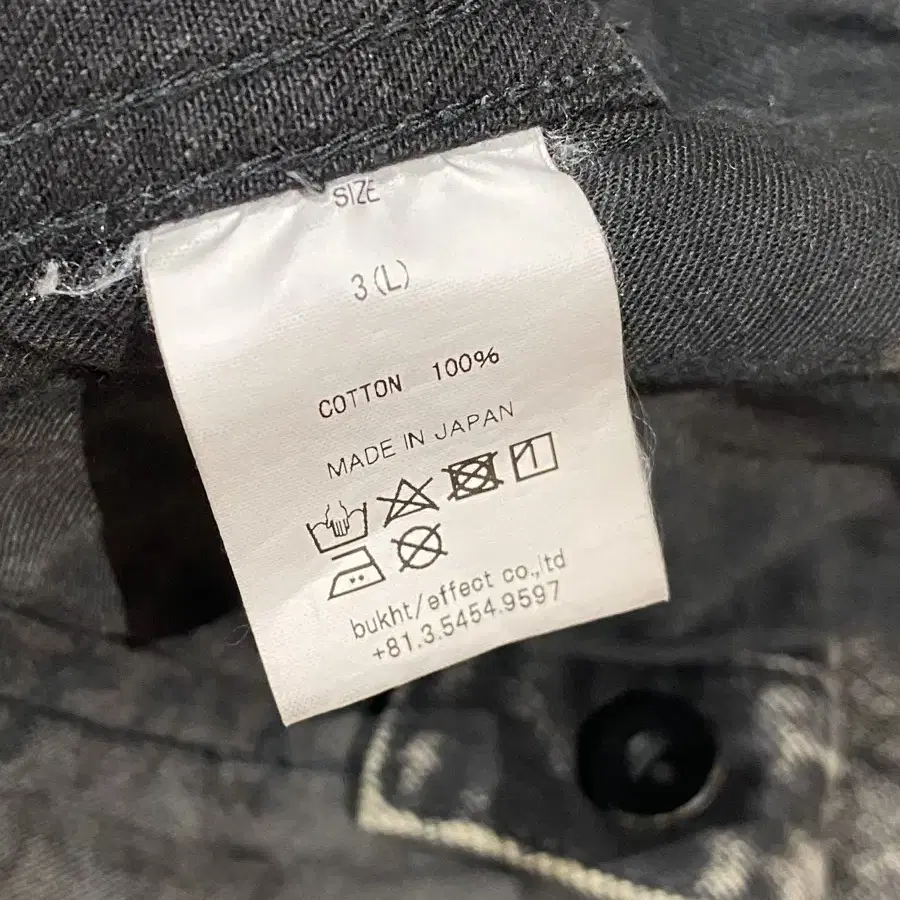 SIZE
3(L)
COTTON 100%
MADE IN JAPAN
bukht/effect co.,ltd
+81.3.5454.9597